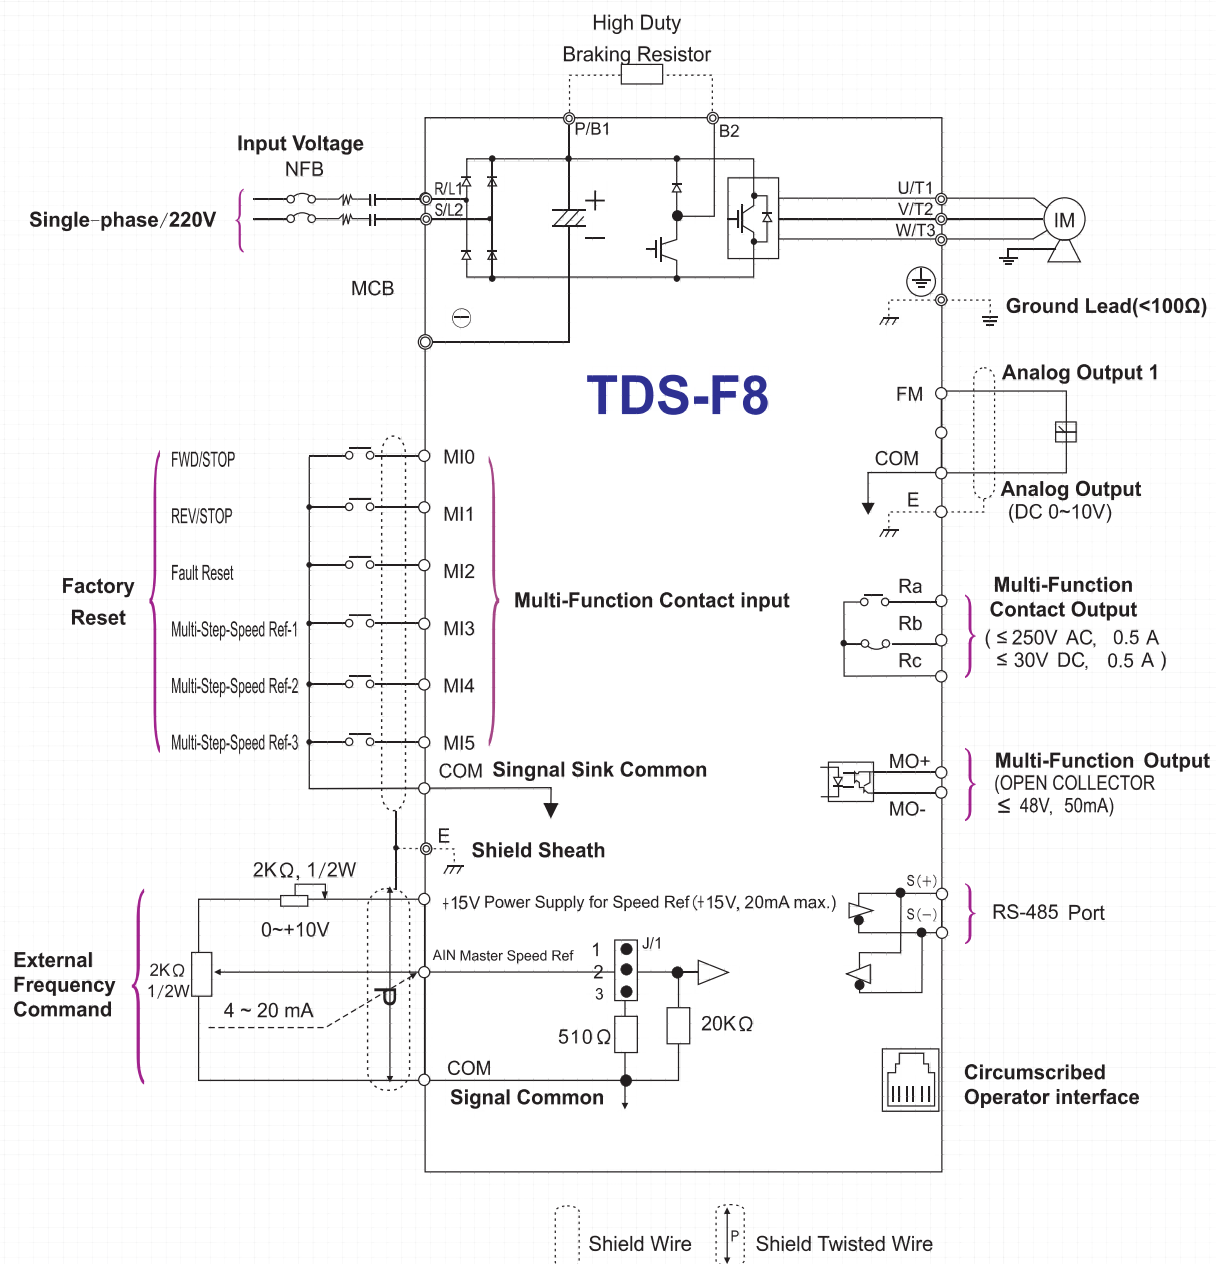 High Duty
Braking Resistor
P/B1
B2
Input Voltage
NFB
R/L1
S/L2
Single-phase/220V
MCB
+
−
U/T1
V/T2
W/T3
IM
Ground Lead(<100Ω)
TDS-F8
FM
Analog Output 1
COM
E
Analog Output
(DC 0~10V)
FWD/STOP
MI0
REV/STOP
MI1
Fault Reset
MI2
Factory
Reset
Multi-Function Contact input
Multi-Step-Speed Ref-1
MI3
Multi-Step-Speed Ref-2
MI4
Multi-Step-Speed Ref-3
MI5
Ra
Rb
Rc
Multi-Function
Contact Output
( ≤ 250V AC, 0.5 A
≤ 30V DC, 0.5 A )
COM Singnal Sink Common
MO+
MO-
Multi-Function Output
(OPEN COLLECTOR
≤ 48V, 50mA)
E
Shield Sheath
2KΩ, 1/2W
0~+10V
+15V Power Supply for Speed Ref (+15V, 20mA max.)
S(+)
S(−)
RS-485 Port
External
Frequency
Command
2KΩ
1/2W
4 ~ 20 mA
P
AIN Master Speed Ref
1
2
3
J/1
510Ω
20KΩ
COM
Signal Common
Circumscribed
Operator interface
Shield Wire
P
Shield Twisted Wire